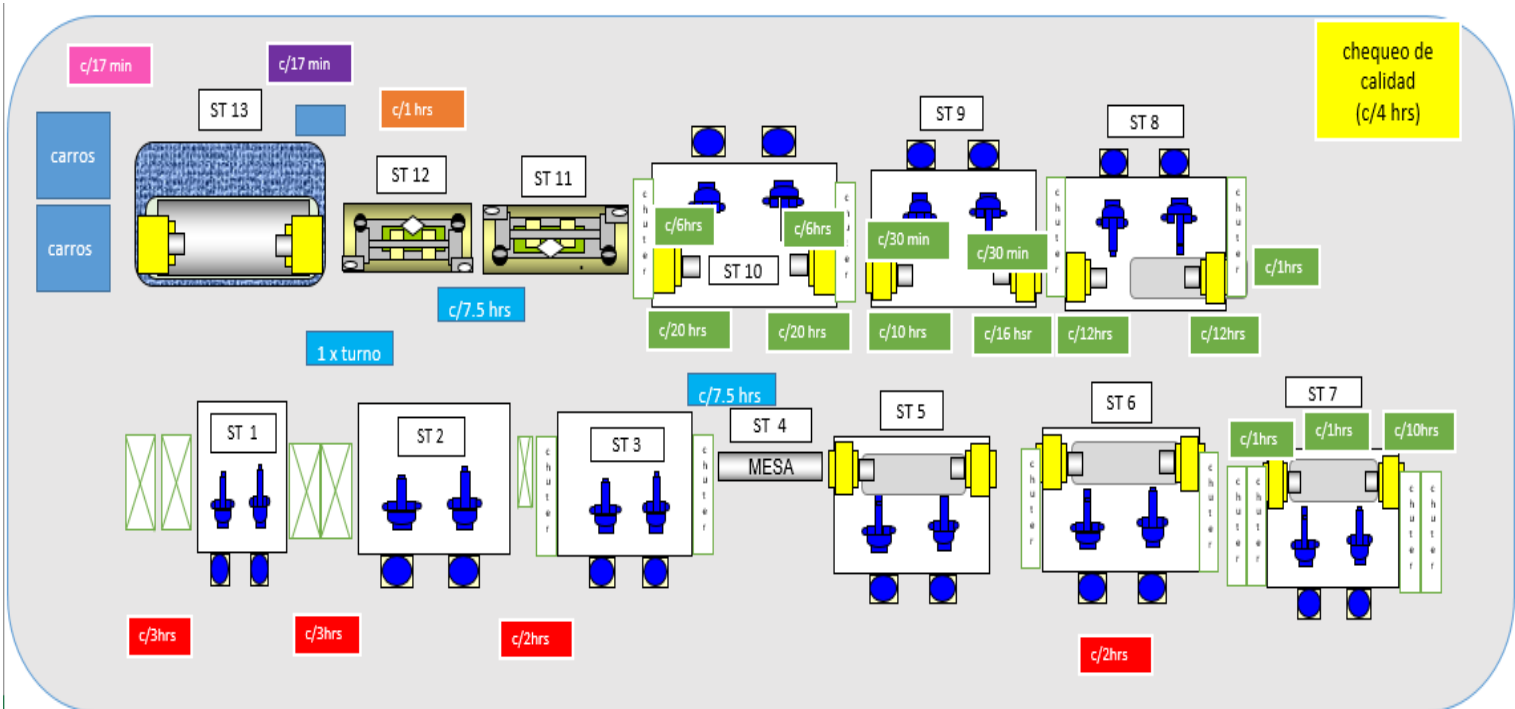 c/17 min
c/17 min
chequeo de
calidad
(c/4 hrs)
ST 13
c/1 hrs
ST 9
ST 8
carros
ST 12
ST 11
chuter
chuter
chuter
chuter
c/6hrs
c/6hrs
c/30 min
c/30 min
carros
ST 10
c/1hrs
c/7.5 hrs
c/20 hrs
c/20 hrs
c/10 hrs
c/16 hsr
c/12hrs
c/12hrs
1 x turno
c/7.5 hrs
ST 7
ST 5
ST 6
ST 4
ST 1
ST 2
ST 3
c/1hrs
c/1hrs
c/10hrs
MESA
chuter
chuter
chuter
chuter
chuter
chuter
chuter
chuter
c/3hrs
c/3hrs
c/2hrs
c/2hrs